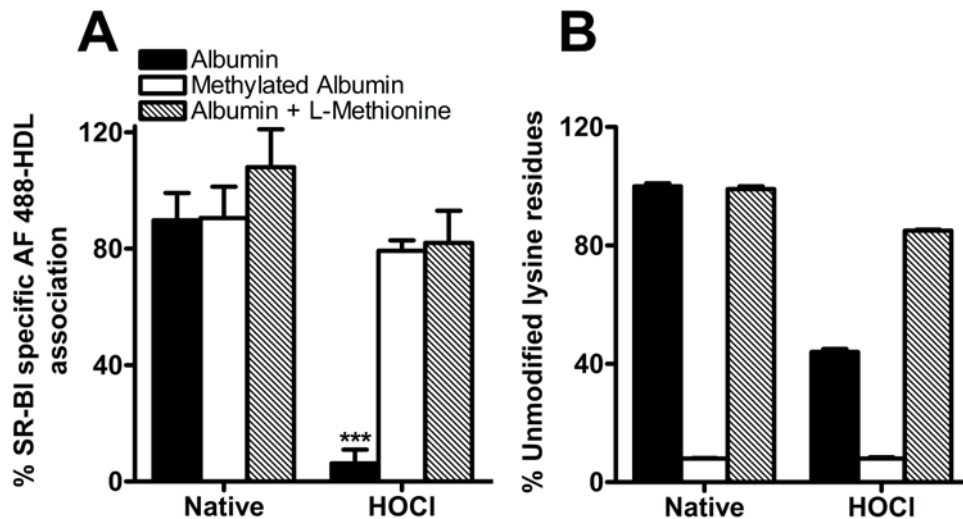 A
Albumin
Methylated Albumin
Albumin + L-Methionine
% SR-BI specific AF 488-HDL
association
120
80
40
0
***
Native
HOCl
B
% Unmodified lysine residues
120
80
40
0
Native
HOCl